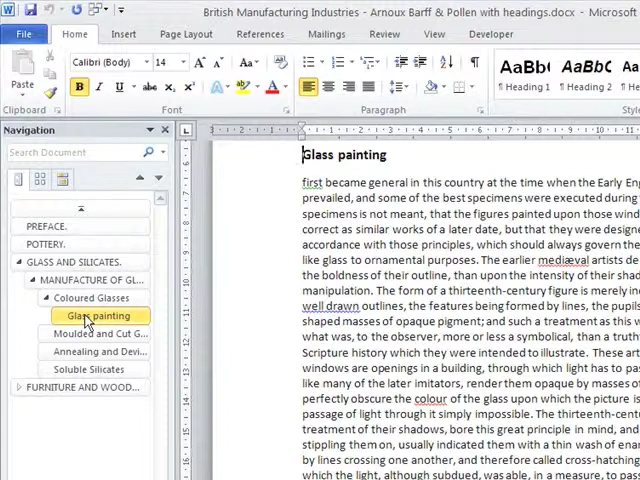 British Manufacturing Industries - Arnoux Barff & Pollen with headings.docx - Microsoft
File Home Insert Page Layout References Mailings Review View Developer
Paste
Calibri (Body) 14
AaBb( AaBbCc AaBb
¶ Heading 1 ¶ Heading 2 ¶ Heading
Clipboard Font Paragraph
Navigation
Search Document
PREFACE.
POTTERY.
GLASS AND SILICATES.
MANUFACTURE OF GL...
Coloured Glasses
Glass painting
Moulded and Cut G...
Annealing and Devi...
Soluble Silicates
FURNITURE AND WOOD...
Glass painting
first became general in this country at the time when the Early Eng
prevailed, and some of the best specimens were executed during
specimens is not meant, that the figures painted upon those wind
correct as similar works of a later date, but that they were designe
accordance with those principles, which should always govern the
like glass to ornamental purposes. The earlier mediæval artists de
the boldness of their outline, than upon the intensity of their shad
manipulation. The form of a thirteenth-century figure is merely in
well drawn outlines, the features being formed by lines, the pupils
shaped masses of opaque pigment; and such a treatment as this w
what was, to the observer, more or less a symbolical, than a truth
Scripture history which they were intended to illustrate. These art
windows are openings in a building, through which light has to pas
like many of the later imitators, render them opaque by masses of
perfectly obscure the colour of the glass upon which the picture is
passage of light through it simply impossible. The thirteenth-centu
treatment of their shadows, bore this great principle in mind, and
stippling them on, usually indicated them with a thin wash of enam
by lines crossing one another, and therefore called cross-hatching
which the light, although subdued, was able, in a measure, to pass